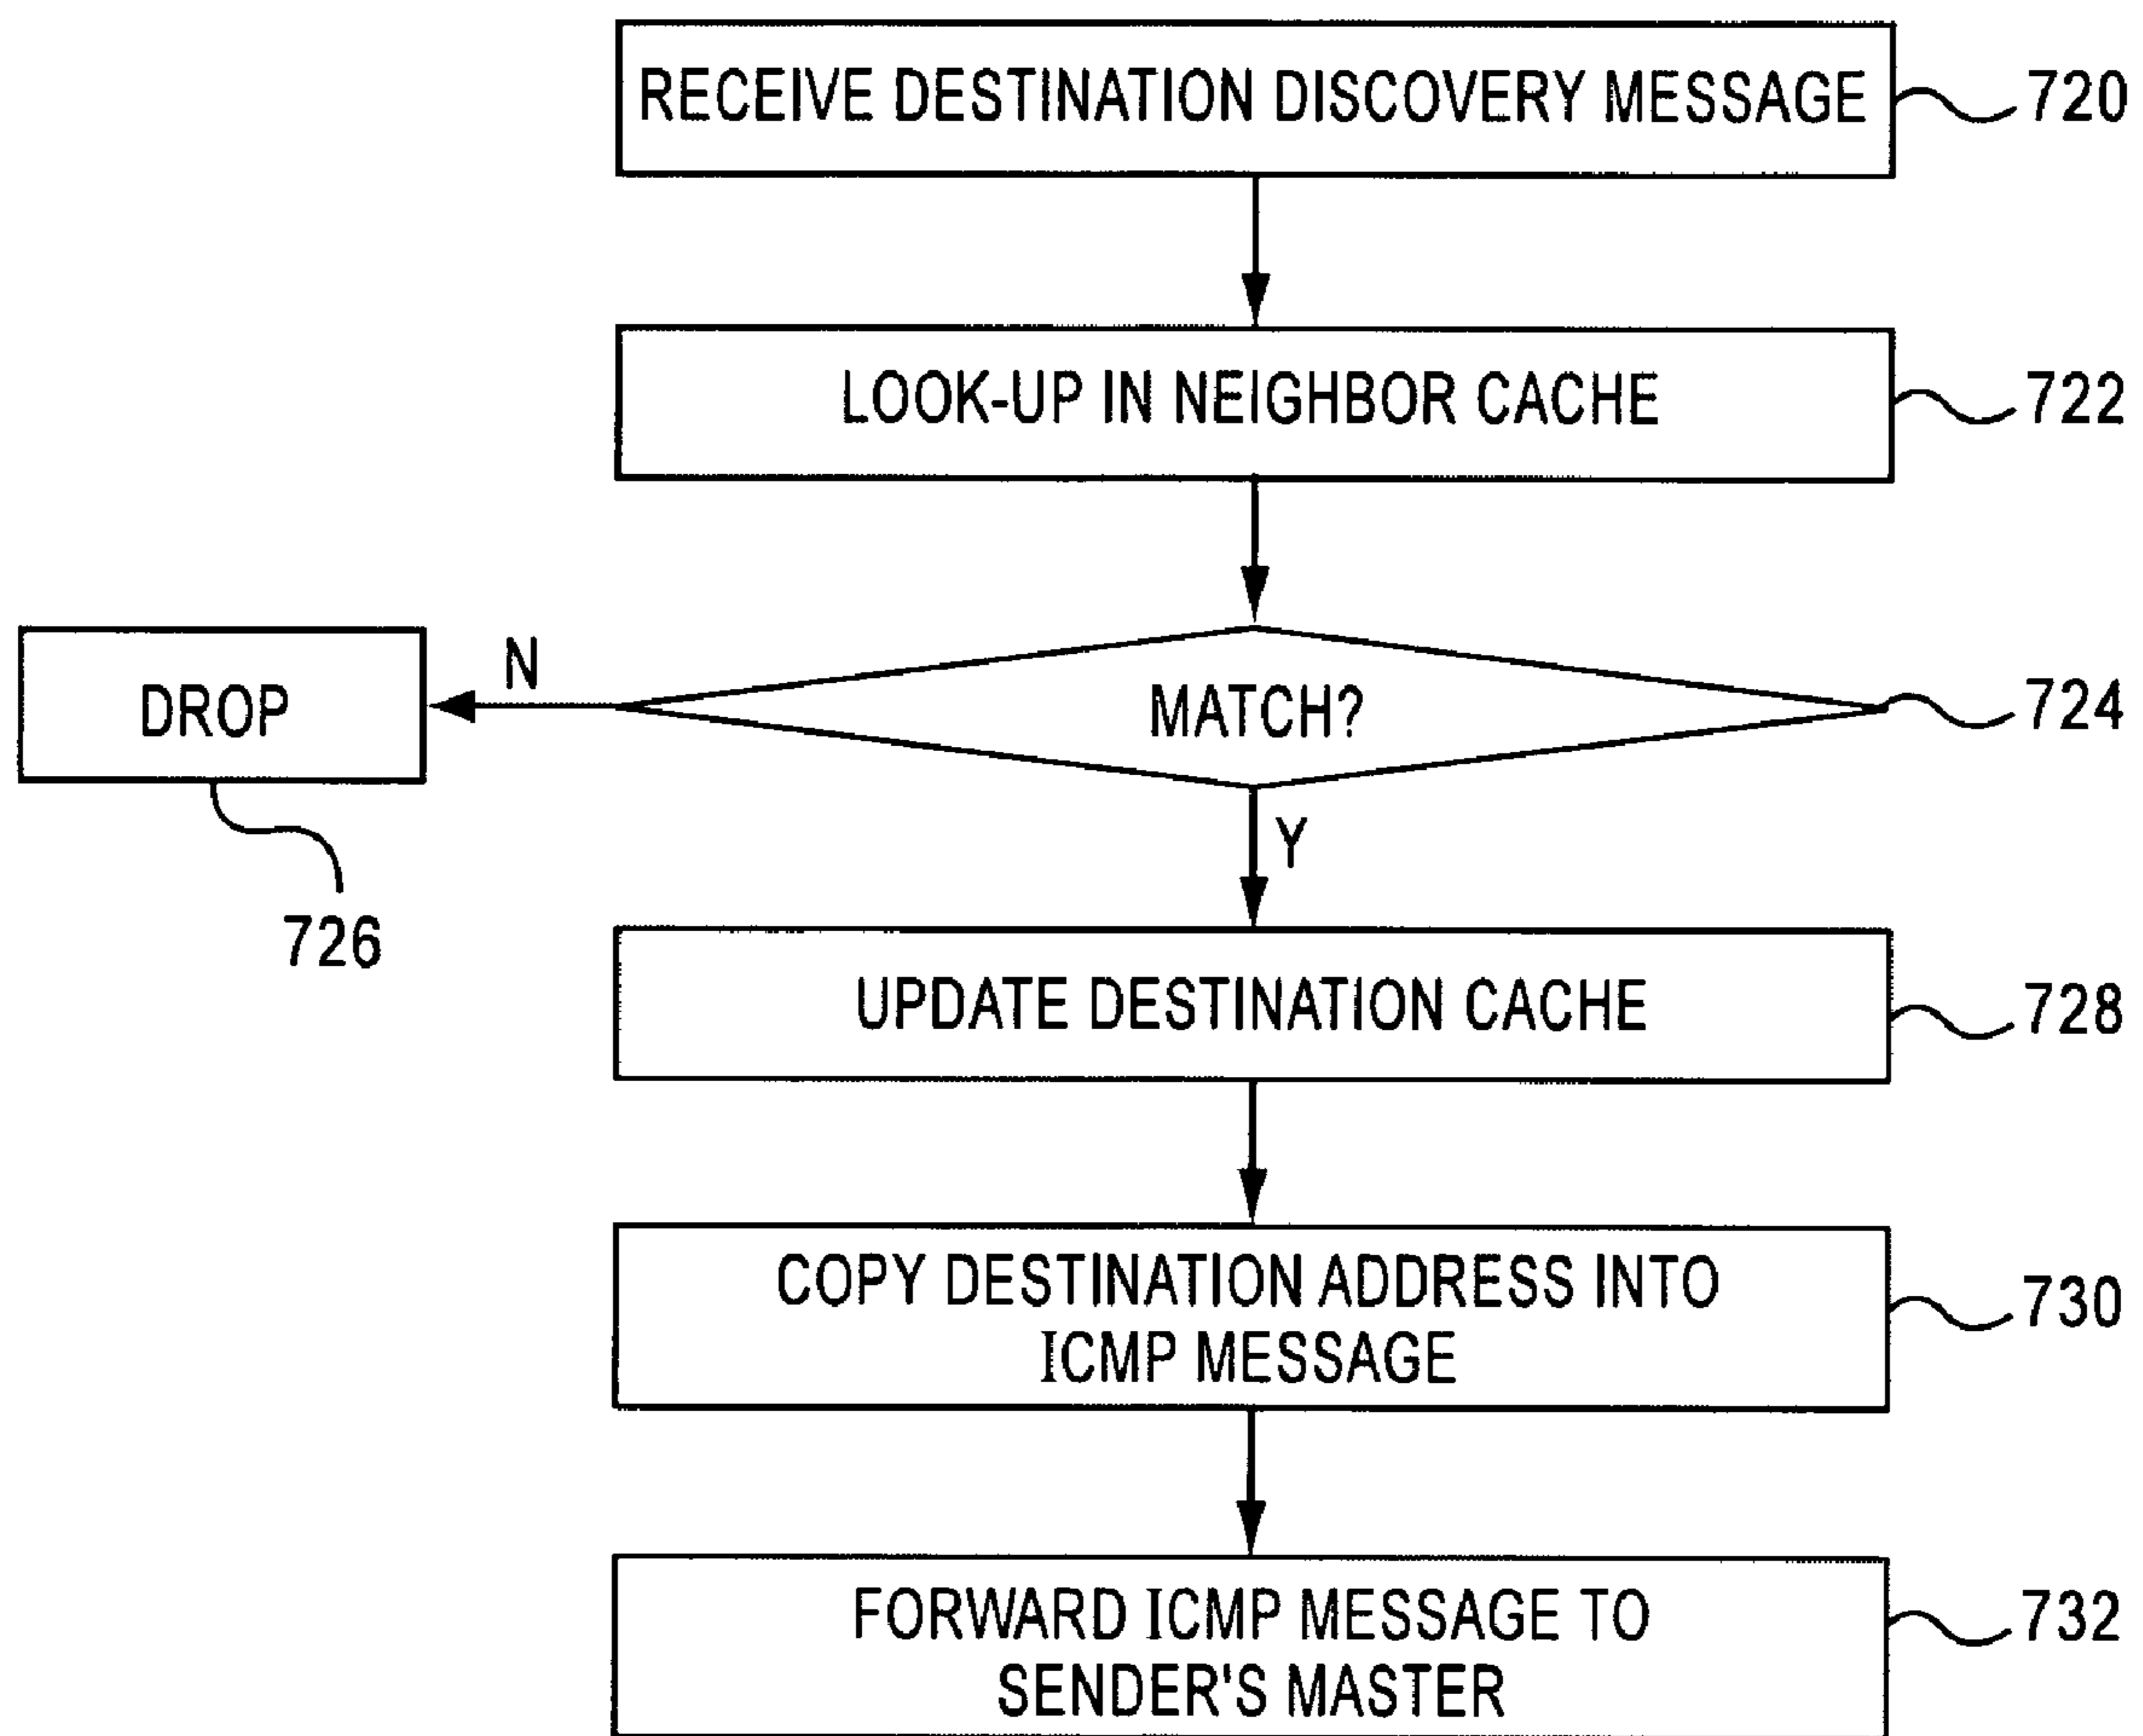 RECEIVE DESTINATION DISCOVERY MESSAGE
720
LOOK-UP IN NEIGHBOR CACHE
722
MATCH?
724
N
DROP
726
Y
UPDATE DESTINATION CACHE
728
COPY DESTINATION ADDRESS INTO
ICMP MESSAGE
730
FORWARD ICMP MESSAGE TO
SENDER'S MASTER
732